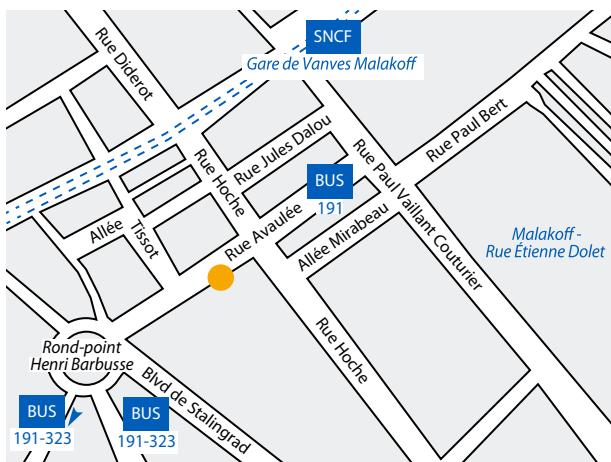 SNCF
Gare de Vanves Malakoff
Rue Diderot
Rue Paul Bert
Rue Jules Dalou
Rue Hoche
BUS
191
Rue Paul Vaillant Couturier
Rue Avaulée
Allée Mirabeau
Allée
Tissot
Malakoff -
Rue Étienne Dolet
Rue Hoche
Rond-point
Henri Barbusse
Blvd de Stalingrad
BUS
191-323
BUS
191-323